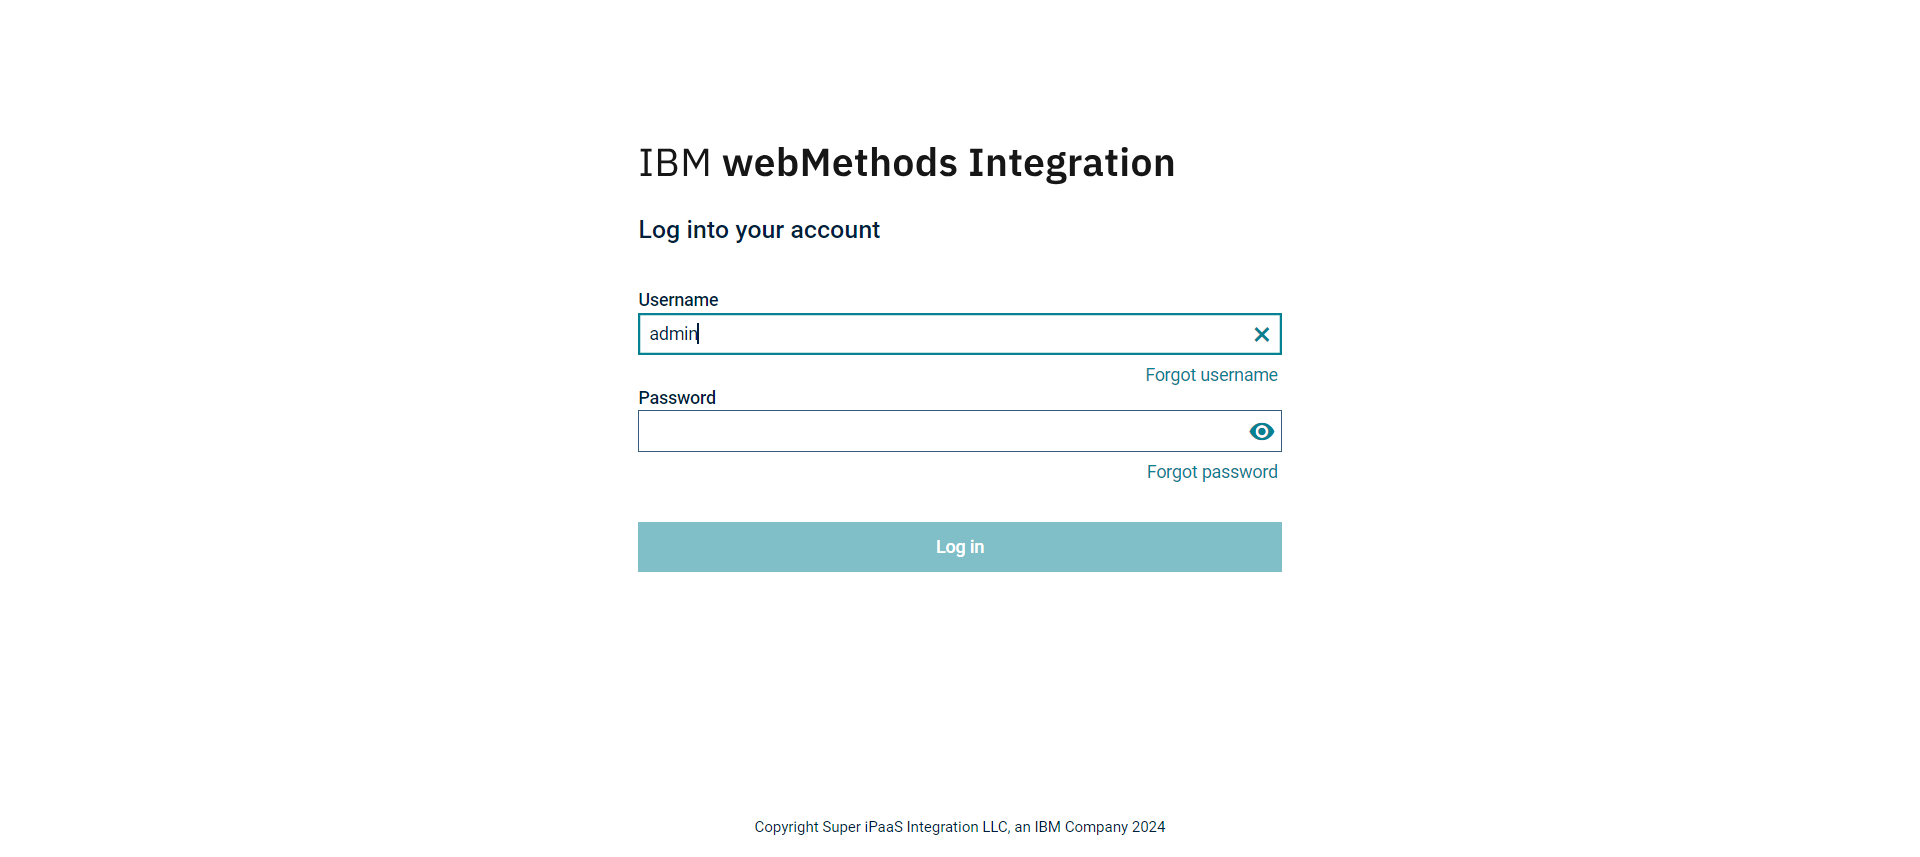 IBM webMethods Integration
Log into your account
Username
admin
Forgot username
Password
Forgot password
Log in
Copyright Super iPaaS Integration LLC, an IBM Company 2024